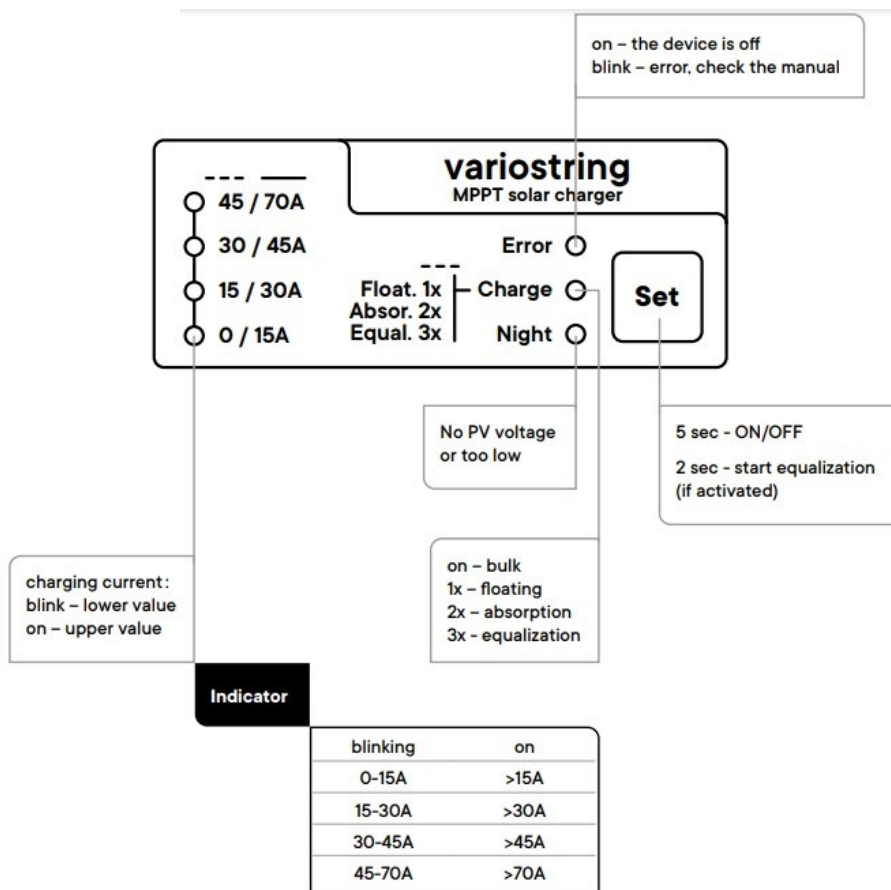 on – the device is off
blink – error, check the manual
variostring
MPPT solar charger
45 / 70A
30 / 45A
15 / 30A
0 / 15A
Float. 1x
Absor. 2x
Equal. 3x
Error
Charge
Night
Set
No PV voltage
or too low
5 sec - ON/OFF
2 sec - start equalization
(if activated)
on – bulk
1x – floating
2x – absorption
3x - equalization
charging current:
blink – lower value
on – upper value
Indicator
blinking on
0-15A >15A
15-30A >30A
30-45A >45A
45-70A >70A